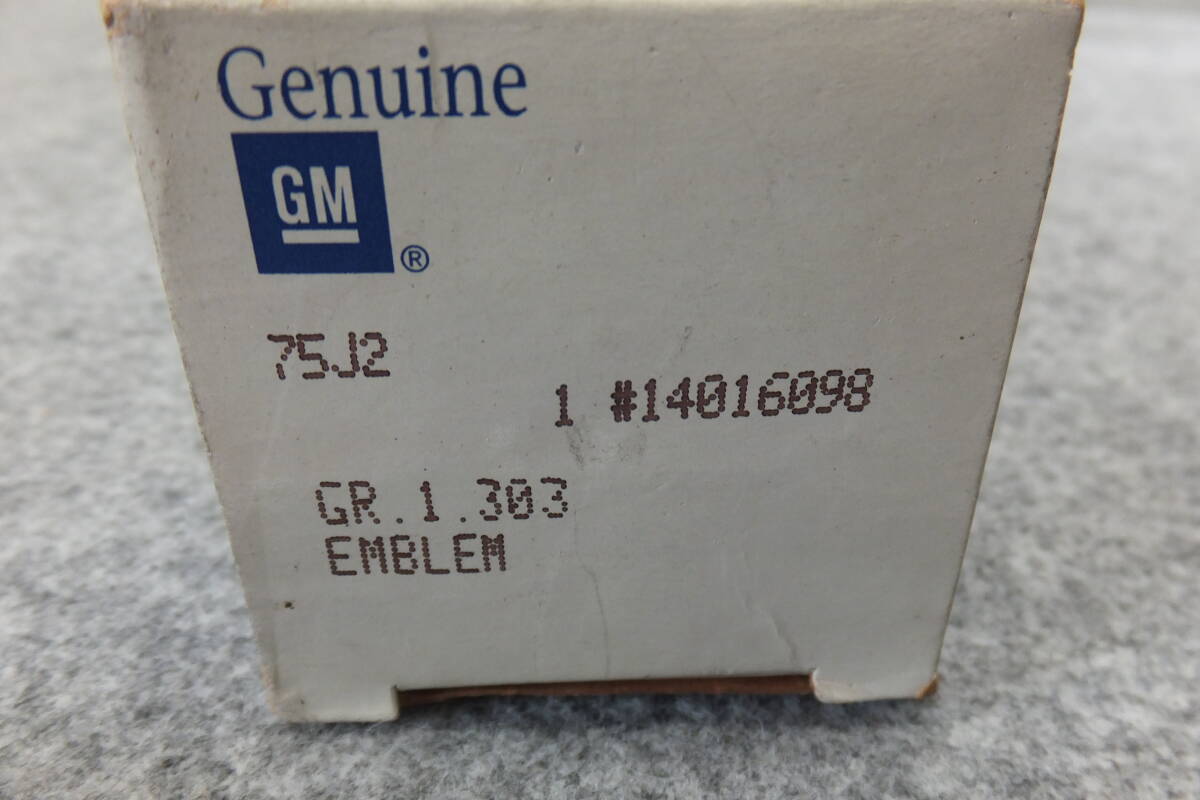 Genuine
GM
®
75J2
1 #14016098
GR.1.303
EMBLEM